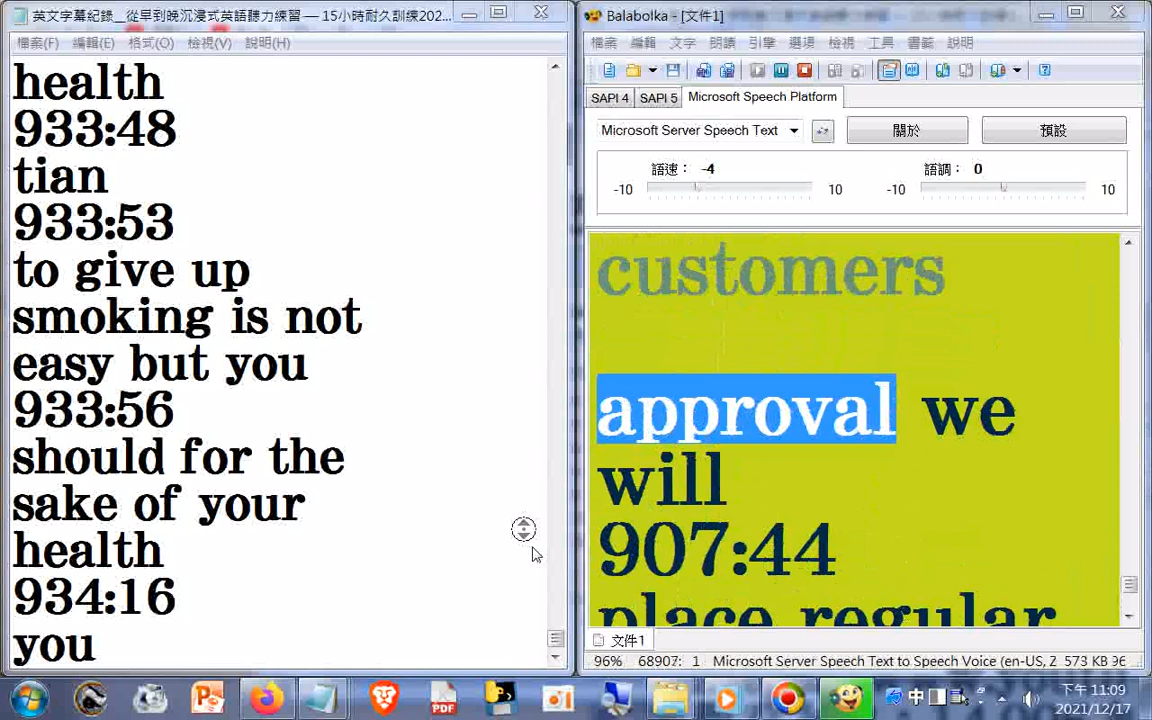 英文字幕紀錄__從早到晚沉浸式英語聽力練習 — 15小時耐久訓練202...
檔案(F) 編輯(E) 格式(O) 檢視(V) 說明(H)
health
933:48
tian
933:53
to give up
smoking is not
easy but you
933:56
should for the
sake of your
health
934:16
you
Balabolka - [文件1]
檔案 編輯 文字 朗讀 引擎 選項 檢視 工具 書籤 說明
SAPI 4 SAPI 5 Microsoft Speech Platform
Microsoft Server Speech Text 關於 預設
語速： -4 語調： 0
-10 10 -10 10
customers
approval we
will
907:44
place regular
文件1
96% 68907: 1 Microsoft Server Speech Text to Speech Voice (en-US, Z 573 KB 96
PDF
中
下午 11:09
2021/12/17